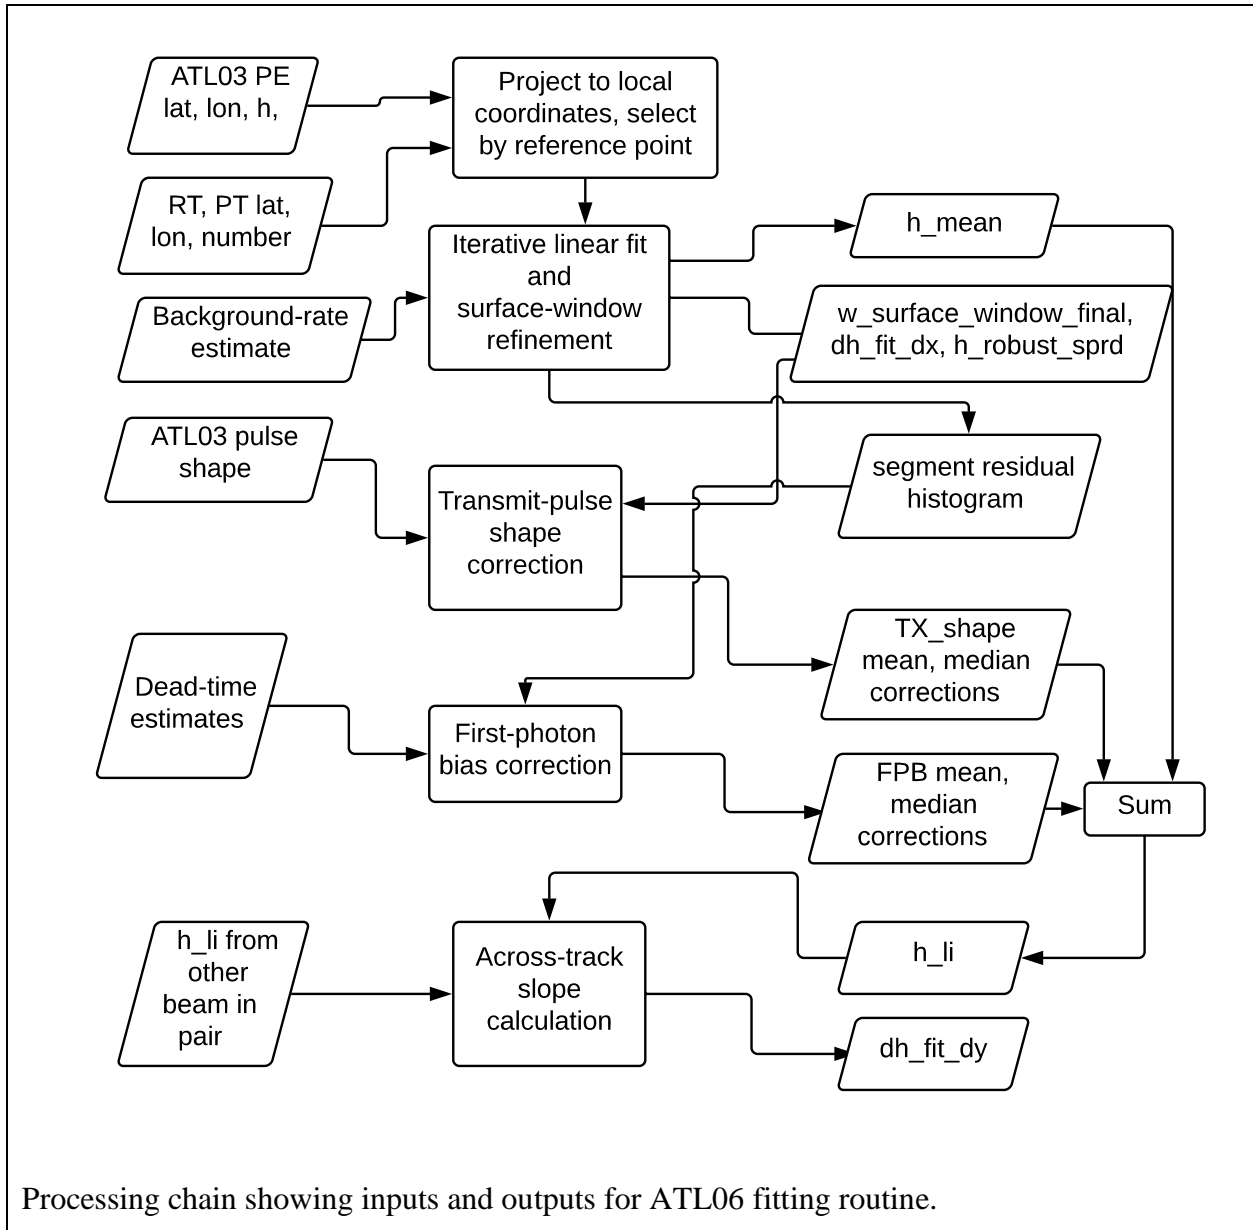 ATL03 PE
lat, lon, h,
Project to local
coordinates, select
by reference point
RT, PT lat,
lon, number
h_mean
Iterative linear fit
and
surface-window
refinement
Background-rate
estimate
w_surface_window_final,
dh_fit_dx, h_robust_sprd
ATL03 pulse
shape
segment residual
histogram
Transmit-pulse
shape
correction
TX_shape
mean, median
corrections
Dead-time
estimates
First-photon
bias correction
FPB mean,
median
corrections
Sum
h_li from
other
beam in
pair
Across-track
slope
calculation
h_li
dh_fit_dy
Processing chain showing inputs and outputs for ATL06 fitting routine.